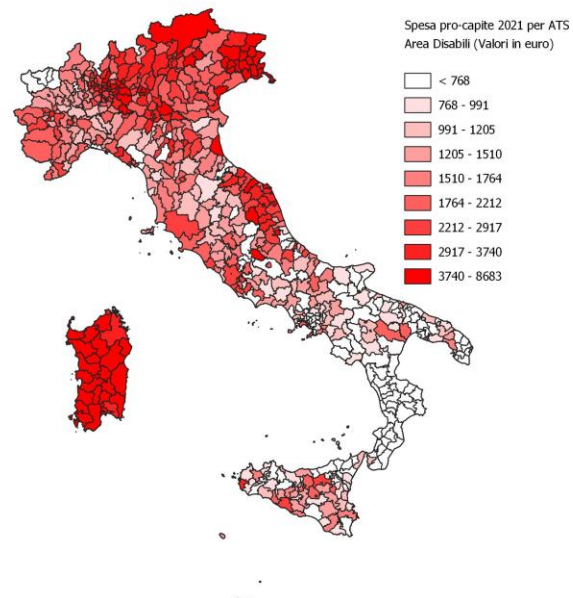 Spesa pro-capite 2021 per ATS
Area Disabili (Valori in euro)
< 768
768 - 991
991 - 1205
1205 - 1510
1510 - 1764
1764 - 2212
2212 - 2917
2917 - 3740
3740 - 8683